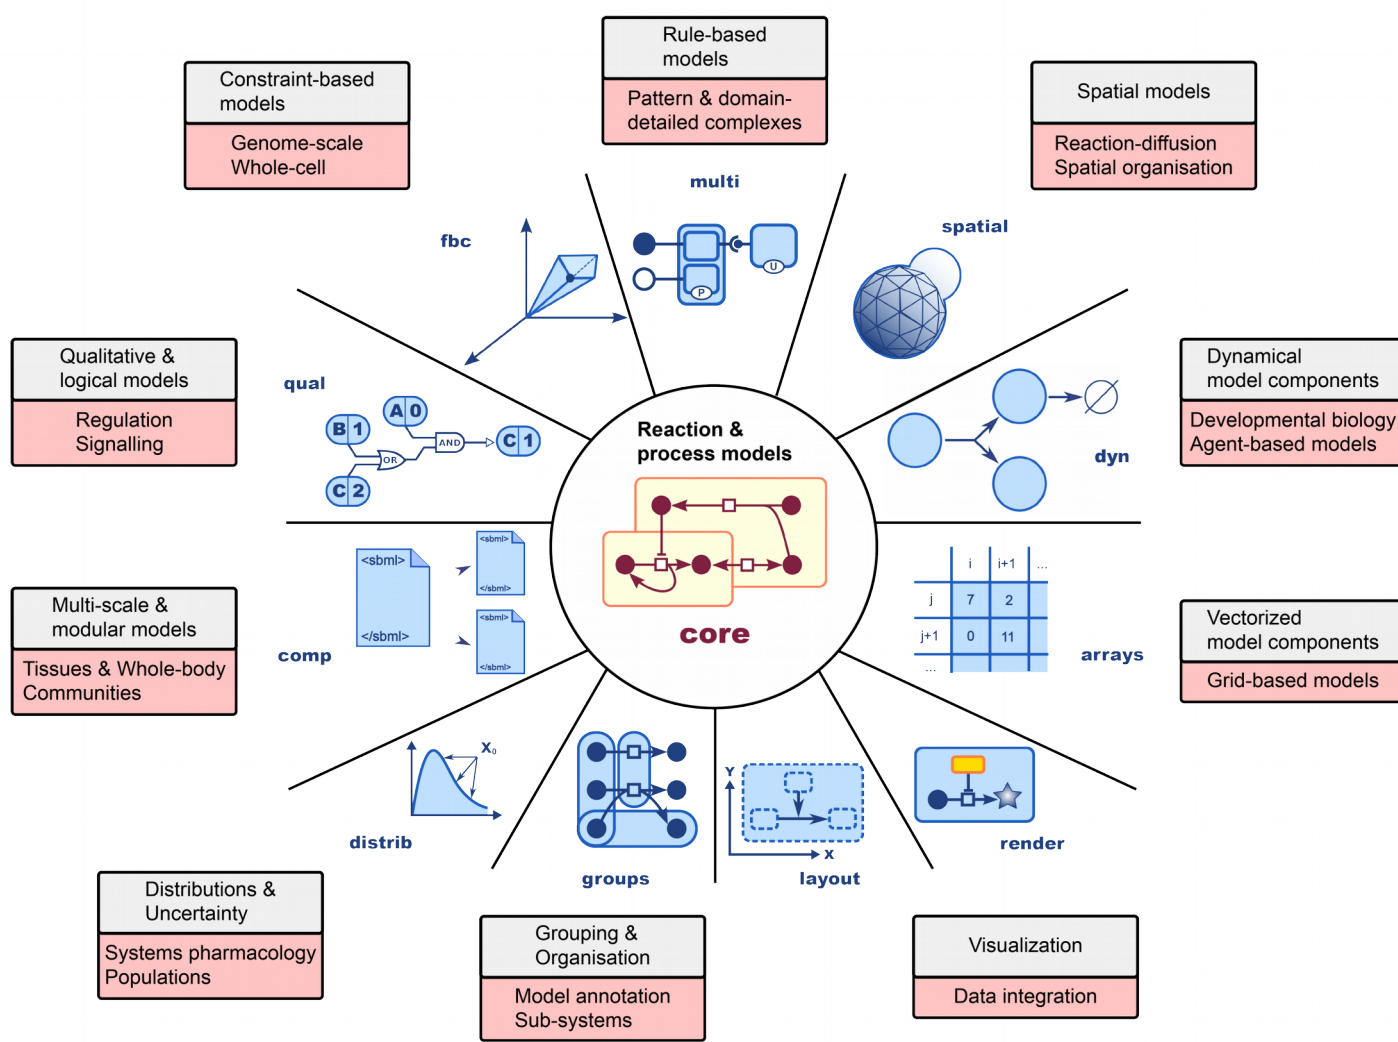 Rule-based
models
Pattern & domain-
detailed complexes
Constraint-based
models
Genome-scale
Whole-cell
Spatial models
Reaction-diffusion
Spatial organisation
multi
U
P
fbc
spatial
Qualitative &
logical models
Regulation
Signalling
qual
A 0
B 1
AND
C 1
OR
C 2
Dynamical
model components
Developmental biology
Agent-based models
dyn
Reaction &
process models
core
Multi-scale &
modular models
Tissues & Whole-body
Communities
comp
<sbml>
</sbml>
<sbml>
</sbml>
<sbml>
</sbml>
i i+1 ...
j 7 2
j+1 0 11
...
arrays
Vectorized
model components
Grid-based models
X₀
distrib
groups
Y
X
layout
render
Distributions &
Uncertainty
Systems pharmacology
Populations
Grouping &
Organisation
Model annotation
Sub-systems
Visualization
Data integration